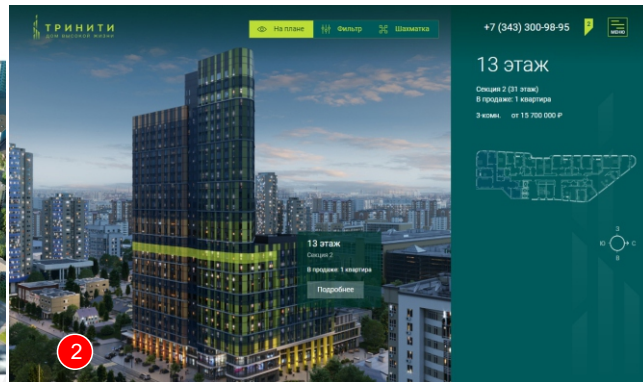 ТРИНИТИ
ДОМ ВЫСОКОЙ ЖИЗНИ
На плане
Фильтр
Шахматка
+7 (343) 300-98-95
2
МЕНЮ
13 этаж
Секция 2 (31 этаж)
В продаже: 1 квартира
3-комн. от 15 700 000 ₽
З
Ю
С
В
13 этаж
Секция 2
В продаже: 1 квартира
Подробнее
2